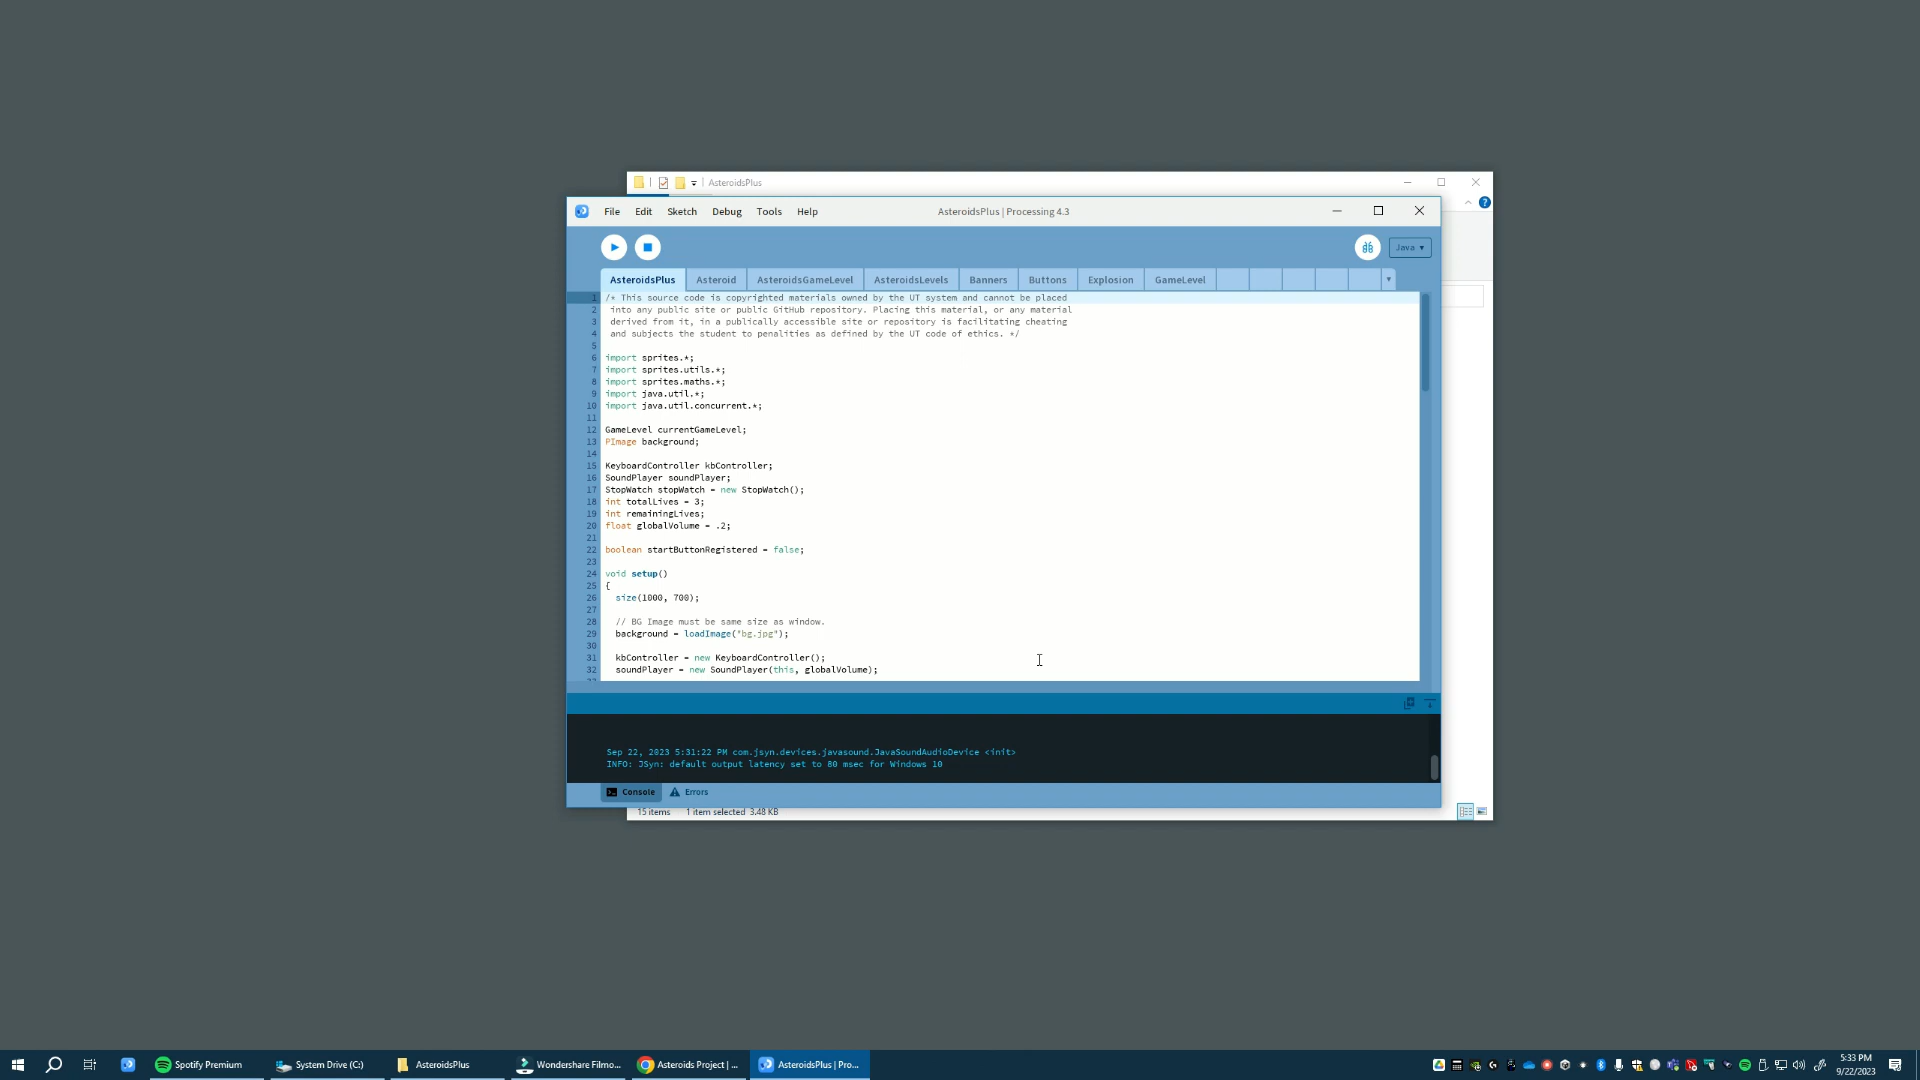 AsteroidsPlus
File Edit Sketch Debug Tools Help AsteroidsPlus | Processing 4.3
Java
AsteroidsPlus Asteroid AsteroidsGameLevel AsteroidsLevels Banners Buttons Explosion GameLevel
1 /* This source code is copyrighted materials owned by the UT system and cannot be placed
2 into any public site or public GitHub repository. Placing this material, or any material
3 derived from it, in a publically accessible site or repository is facilitating cheating
4 and subjects the student to penalities as defined by the UT code of ethics. */
5
6 import sprites.*;
7 import sprites.utils.*;
8 import sprites.maths.*;
9 import java.util.*;
10 import java.util.concurrent.*;
11
12 GameLevel currentGameLevel;
13 PImage background;
14
15 KeyboardController kbController;
16 SoundPlayer soundPlayer;
17 StopWatch stopWatch = new StopWatch();
18 int totalLives = 3;
19 int remainingLives;
20 float globalVolume = .2;
21
22 boolean startButtonRegistered = false;
23
24 void setup()
25 {
26 size(1000, 700);
27
28 // BG Image must be same size as window.
29 background = loadImage("bg.jpg");
30
31 kbController = new KeyboardController();
32 soundPlayer = new SoundPlayer(this, globalVolume);
Sep 22, 2023 5:31:22 PM com.jsyn.devices.javasound.JavaSoundAudioDevice <init>
INFO: JSyn: default output latency set to 80 msec for Windows 10
Console Errors
15 items 1 item selected 3.48 KB
Spotify Premium System Drive (C:) AsteroidsPlus Wondershare Filmo... Asteroids Project | ... AsteroidsPlus | Pro...
5:33 PM
9/22/2023